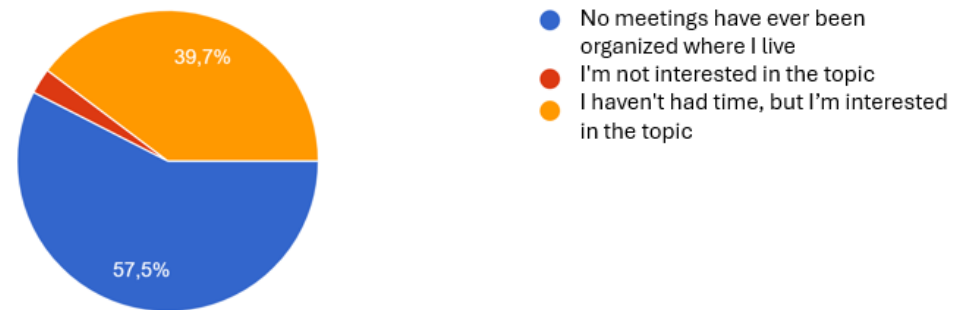 39,7%
57,5%
No meetings have ever been
organized where I live
I'm not interested in the topic
I haven't had time, but I’m interested
in the topic